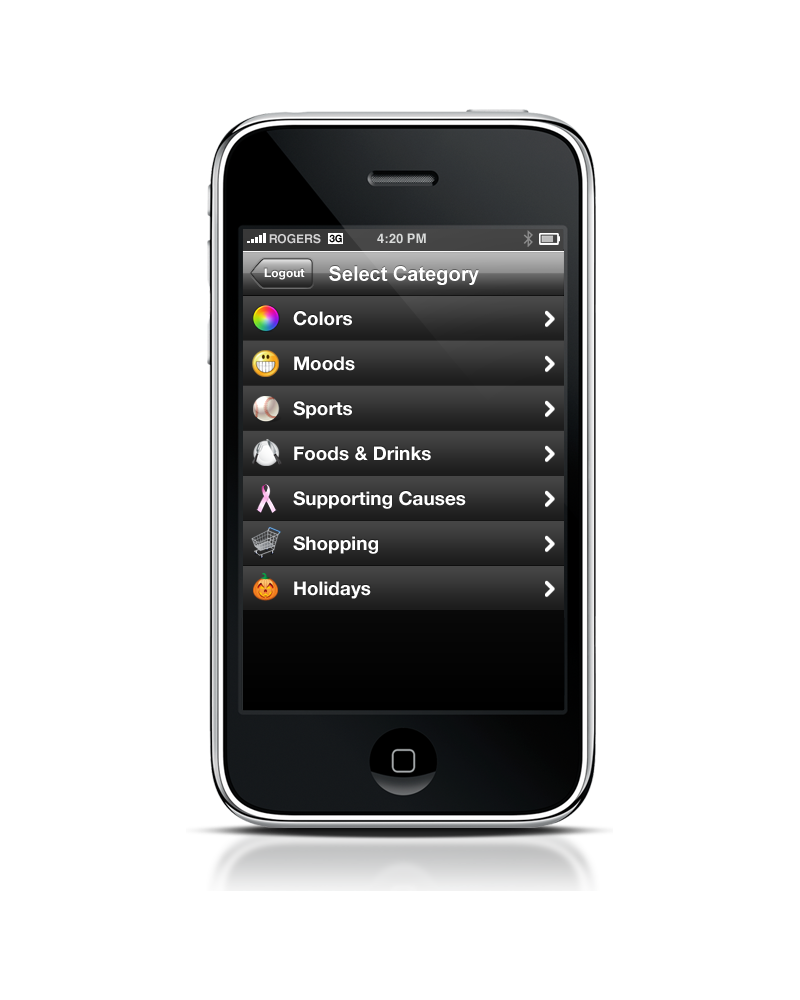 ROGERS 3G 4:20 PM
Logout Select Category
Colors
Moods
Sports
Foods & Drinks
Supporting Causes
Shopping
Holidays